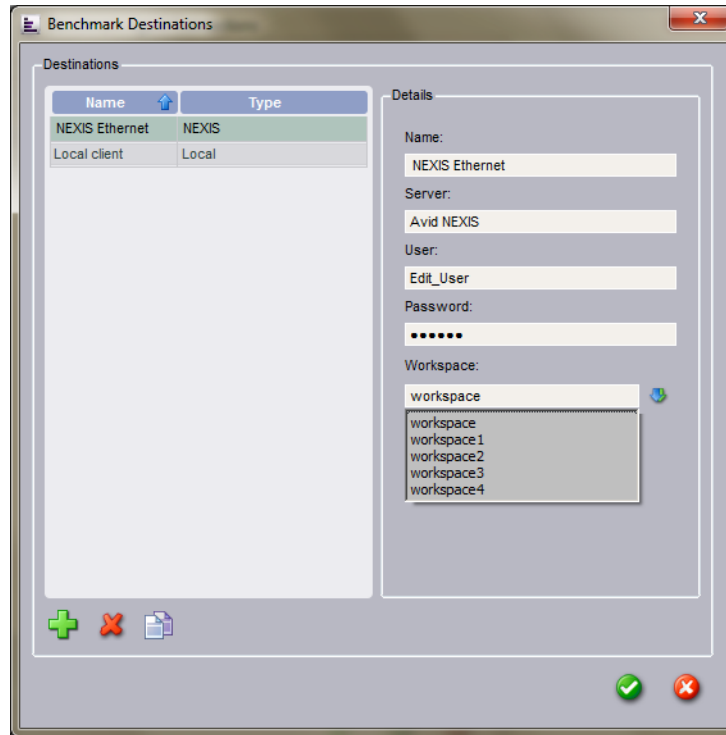 Benchmark Destinations
Destinations
Name Type
NEXIS Ethernet NEXIS
Local client Local
Details
Name:
NEXIS Ethernet
Server:
Avid NEXIS
User:
Edit_User
Password:
••••••
Workspace:
workspace
workspace
workspace1
workspace2
workspace3
workspace4